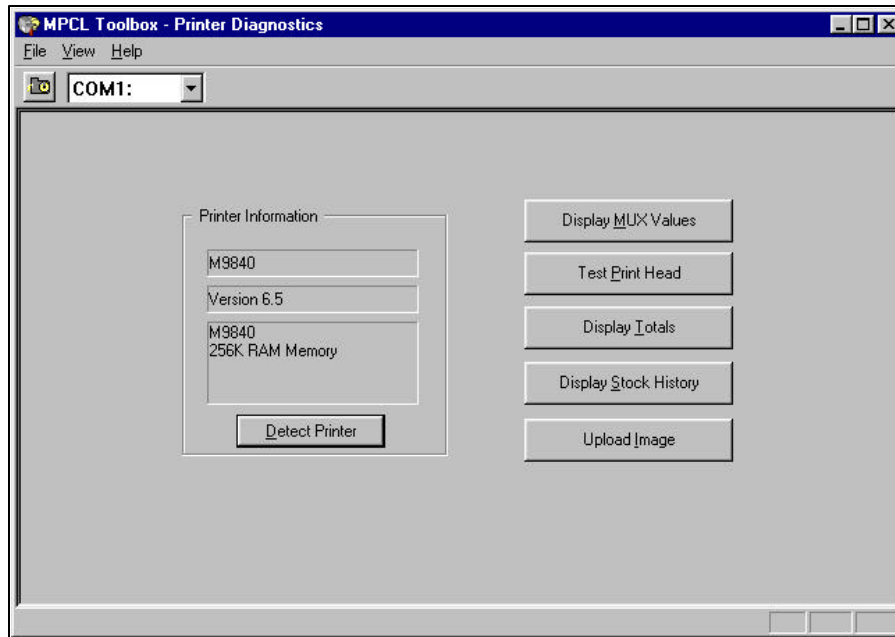 MPCL Toolbox - Printer Diagnostics
File View Help
COM1:
Printer Information
M9840
Version 6.5
M9840
256K RAM Memory
Detect Printer
Display MUX Values
Test Print Head
Display Totals
Display Stock History
Upload Image